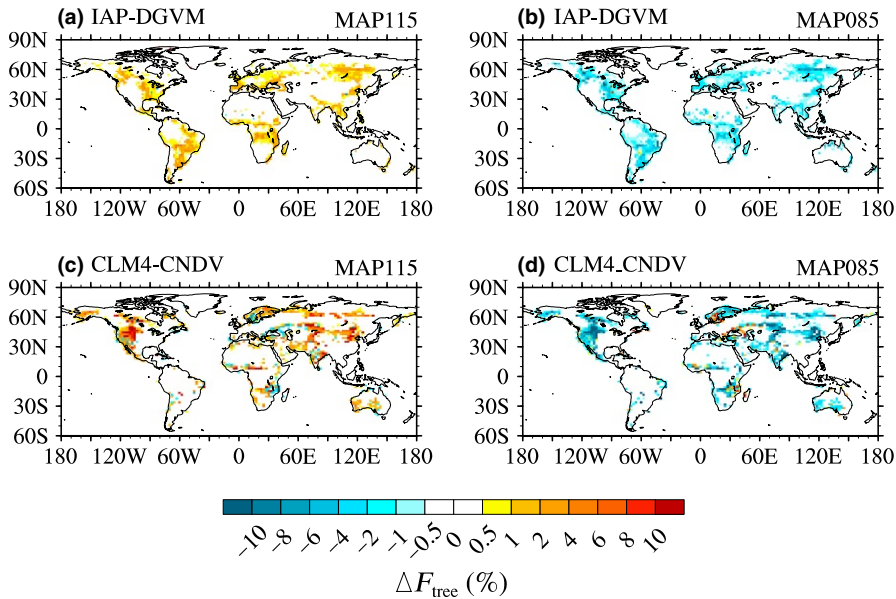 (a) IAP-DGVM MAP115
(b) IAP-DGVM MAP085
90N
60N
30N
0
30S
60S
180 120W 60W 0 60E 120E 180
90N
60N
30N
0
30S
60S
180 120W 60W 0 60E 120E 180
(c) CLM4-CNDV MAP115
(d) CLM4-CNDV MAP085
90N
60N
30N
0
30S
60S
180 120W 60W 0 60E 120E 180
90N
60N
30N
0
30S
60S
180 120W 60W 0 60E 120E 180
−10 −8 −6 −4 −2 −1 −0.5 0 0.5 1 2 4 6 8 10
ΔFtree (%)